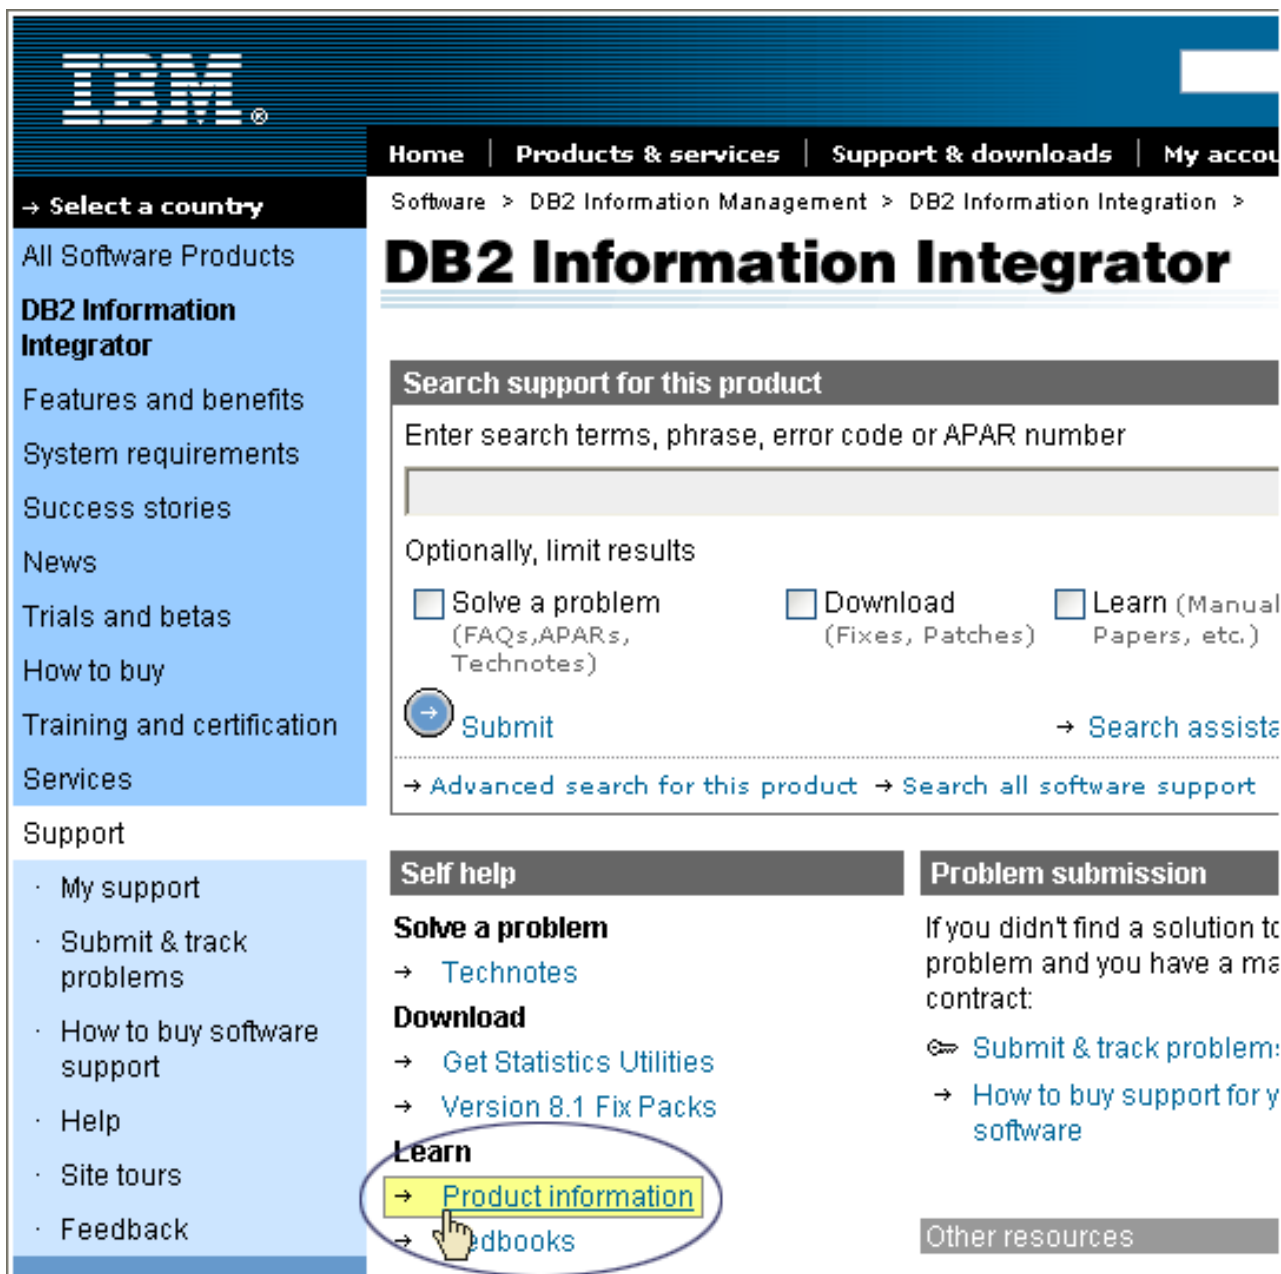 IBM®
Home | Products & services | Support & downloads | My accou
→ Select a country
All Software Products
DB2 Information
Integrator
Features and benefits
System requirements
Success stories
News
Trials and betas
How to buy
Training and certification
Services
Support
· My support
· Submit & track
problems
· How to buy software
support
· Help
· Site tours
· Feedback
Software > DB2 Information Management > DB2 Information Integration >
DB2 Information Integrator
Search support for this product
Enter search terms, phrase, error code or APAR number
Optionally, limit results
Solve a problem
(FAQs,APARs,
Technotes)
Download
(Fixes, Patches)
Learn (Manual
Papers, etc.)
Submit
→ Search assista
→ Advanced search for this product → Search all software support
Self help
Solve a problem
→ Technotes
Download
→ Get Statistics Utilities
→ Version 8.1 Fix Packs
Learn
→ Product information
→ edbooks
Problem submission
If you didn't find a solution to
problem and you have a ma
contract:
Submit & track problems
→ How to buy support for y
software
Other resources